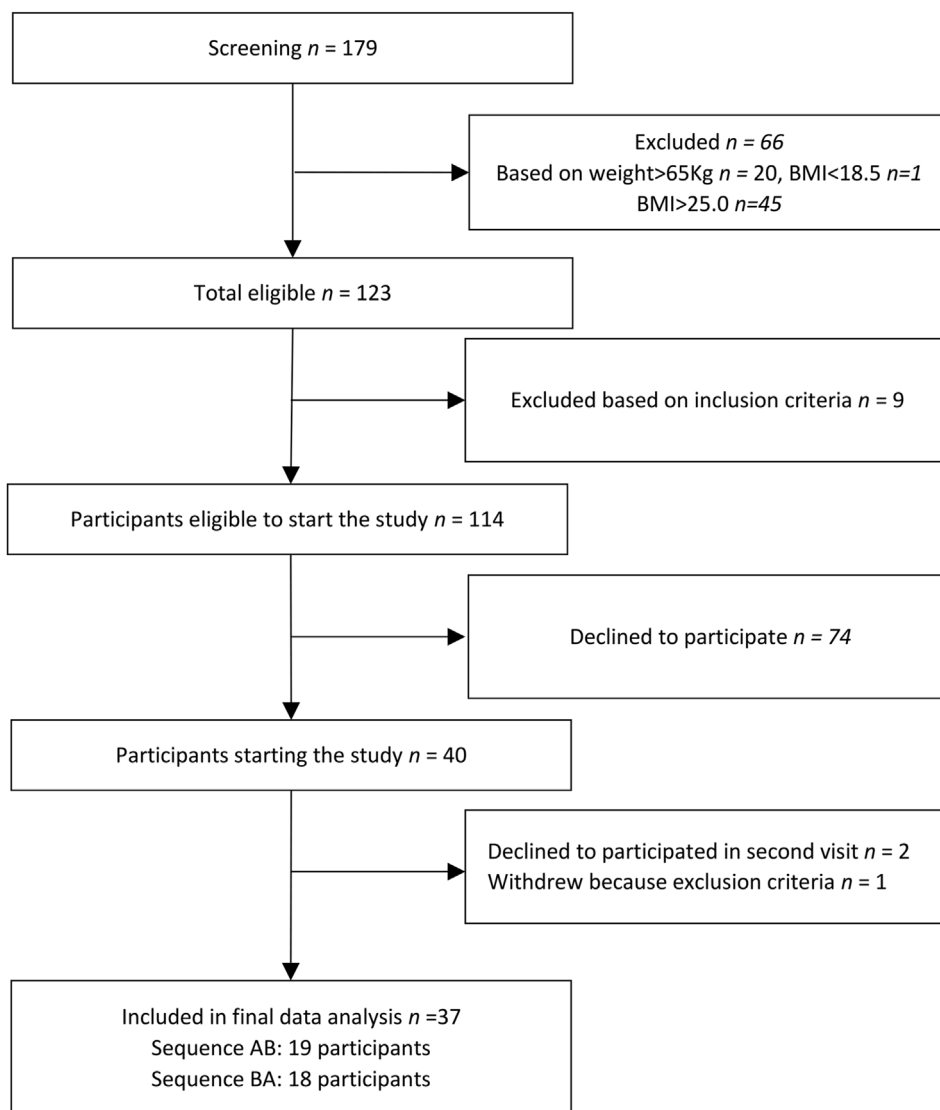 Screening n = 179
Excluded n = 66
Based on weight>65Kg n = 20, BMI<18.5 n=1
BMI>25.0 n=45
Total eligible n = 123
Excluded based on inclusion criteria n = 9
Participants eligible to start the study n = 114
Declined to participate n = 74
Participants starting the study n = 40
Declined to participated in second visit n = 2
Withdrew because exclusion criteria n = 1
Included in final data analysis n =37
Sequence AB: 19 participants
Sequence BA: 18 participants